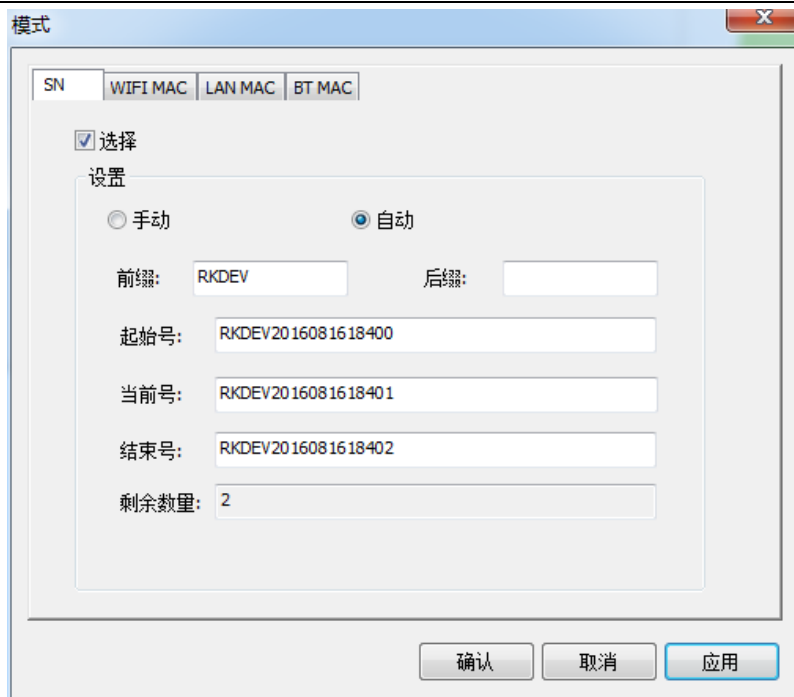 模式
SN WIFI MAC LAN MAC BT MAC
选择
设置
手动 自动
前缀: RKDEV 后缀:
起始号: RKDEV2016081618400
当前号: RKDEV2016081618401
结束号: RKDEV2016081618402
剩余数量: 2
确认 取消 应用